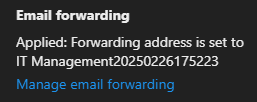 Email forwarding
Applied: Forwarding address is set to
IT Management20250226175223
Manage email forwarding